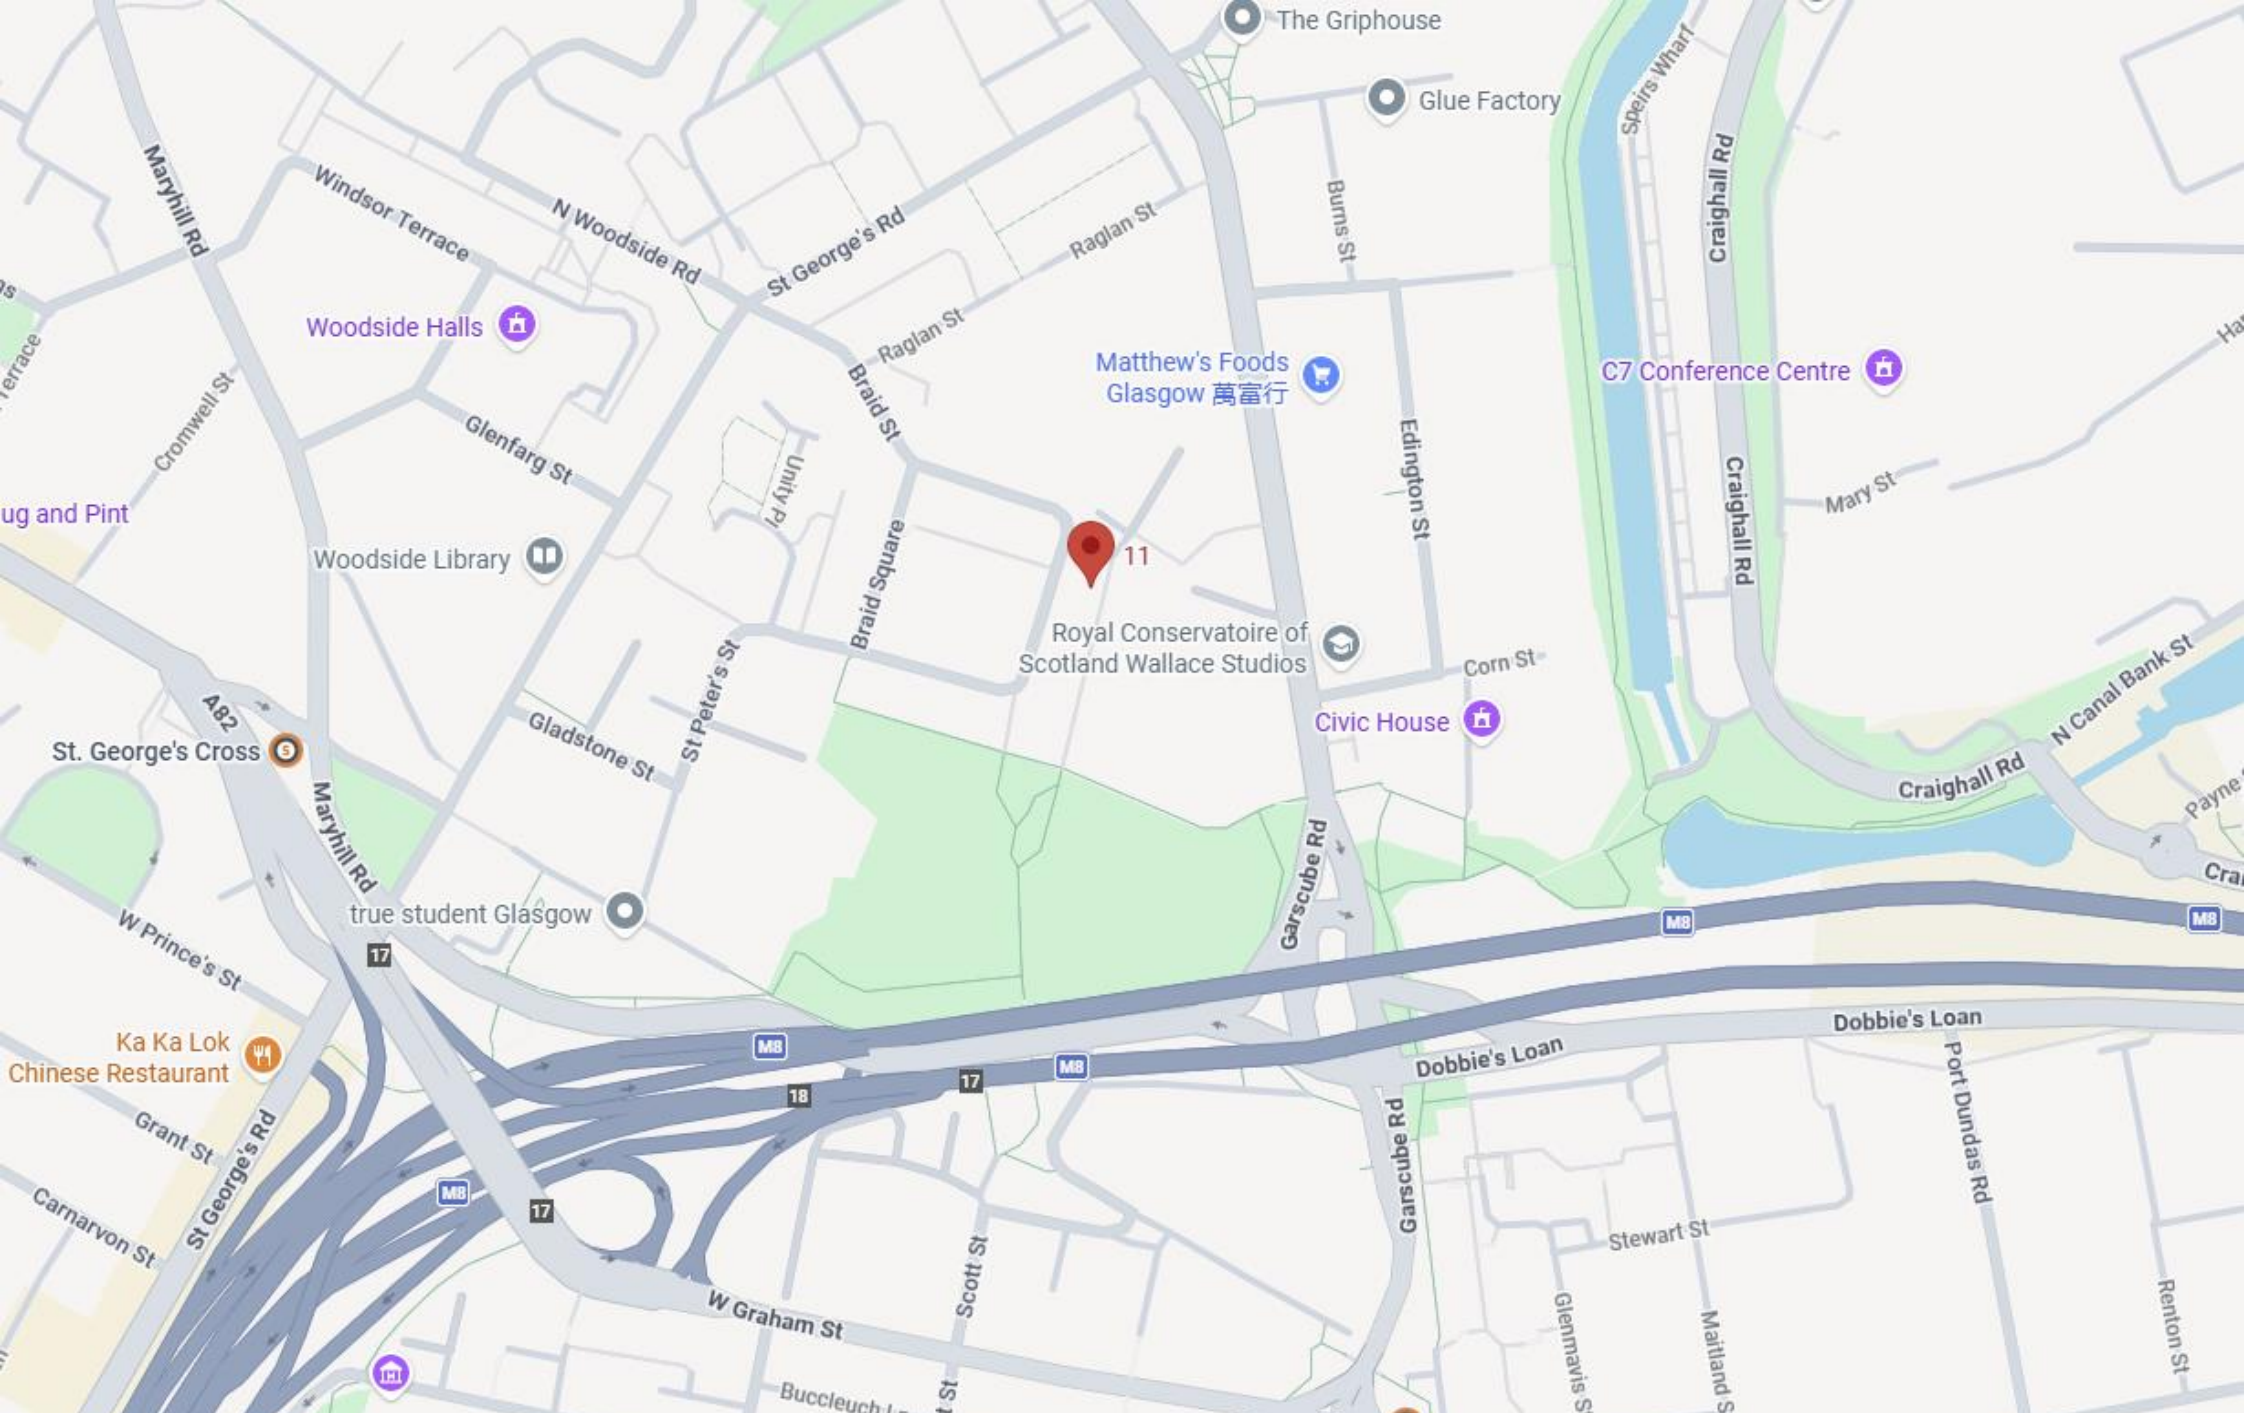 The Griphouse
Glue Factory
Speirs Wharf
Craighall Rd
Maryhill Rd
Windsor Terrace
N Woodside Rd
St George's Rd
Raglan St
Burns St
Woodside Halls
Raglan St
Matthew's Foods
Glasgow 萬富行
C7 Conference Centre
Terrace
Cromwell St
Braid St
Glenfarg St
Unity Pl
Edington St
Craighall Rd
Mary St
ug and Pint
Woodside Library
Braid Square
11
Royal Conservatoire of
Scotland Wallace Studios
Corn St
Civic House
N Canal Bank St
A82
St. George's Cross
Gladstone St
St Peter's St
Craighall Rd
Payne
Maryhill Rd
Garscube Rd
Crai
true student Glasgow
W Prince's St
17
M8
M8
Ka Ka Lok
Chinese Restaurant
M8
M8
17
18
Dobbie's Loan
Dobbie's Loan
Port Dundas Rd
Grant St
St George's Rd
M8
17
Garscube Rd
Carnarvon St
Stewart St
Scott St
W Graham St
Glenmavis S
Maitland S
Renton St
Buccleuch L
t St